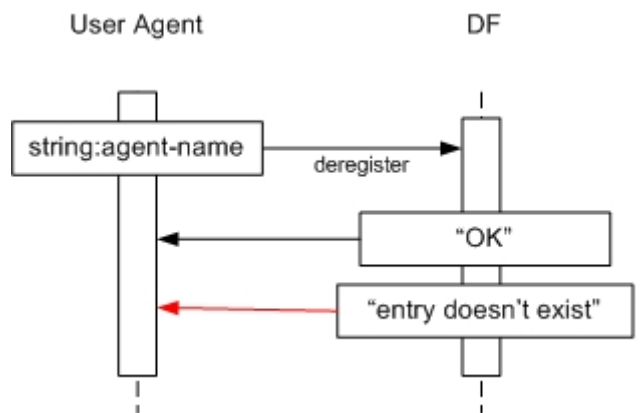 User Agent
DF
string:agent-name
deregister
“OK”
“entry doesn’t exist”